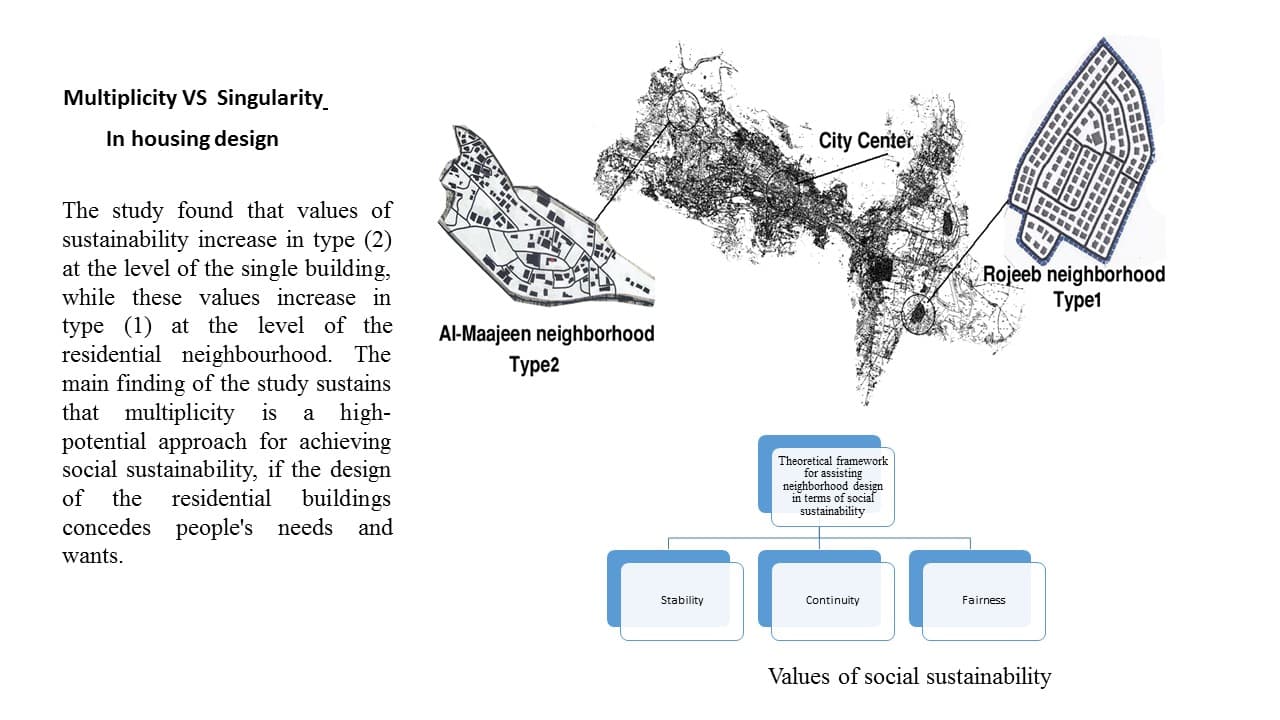 Multiplicity VS Singularity
In housing design
The study found that values of
sustainability increase in type (2)
at the level of the single building,
while these values increase in
type (1) at the level of the
residential neighbourhood. The
main finding of the study sustains
that multiplicity is a high-
potential approach for achieving
social sustainability, if the design
of the residential buildings
concedes people's needs and
wants.
City Center
Rojeeb neighborhood
Type1
Al-Maajeen neighborhood
Type2
Theoretical framework
for assisting
neighborhood design
in terms of social
sustainability
Stability
Continuity
Fairness
Values of social sustainability